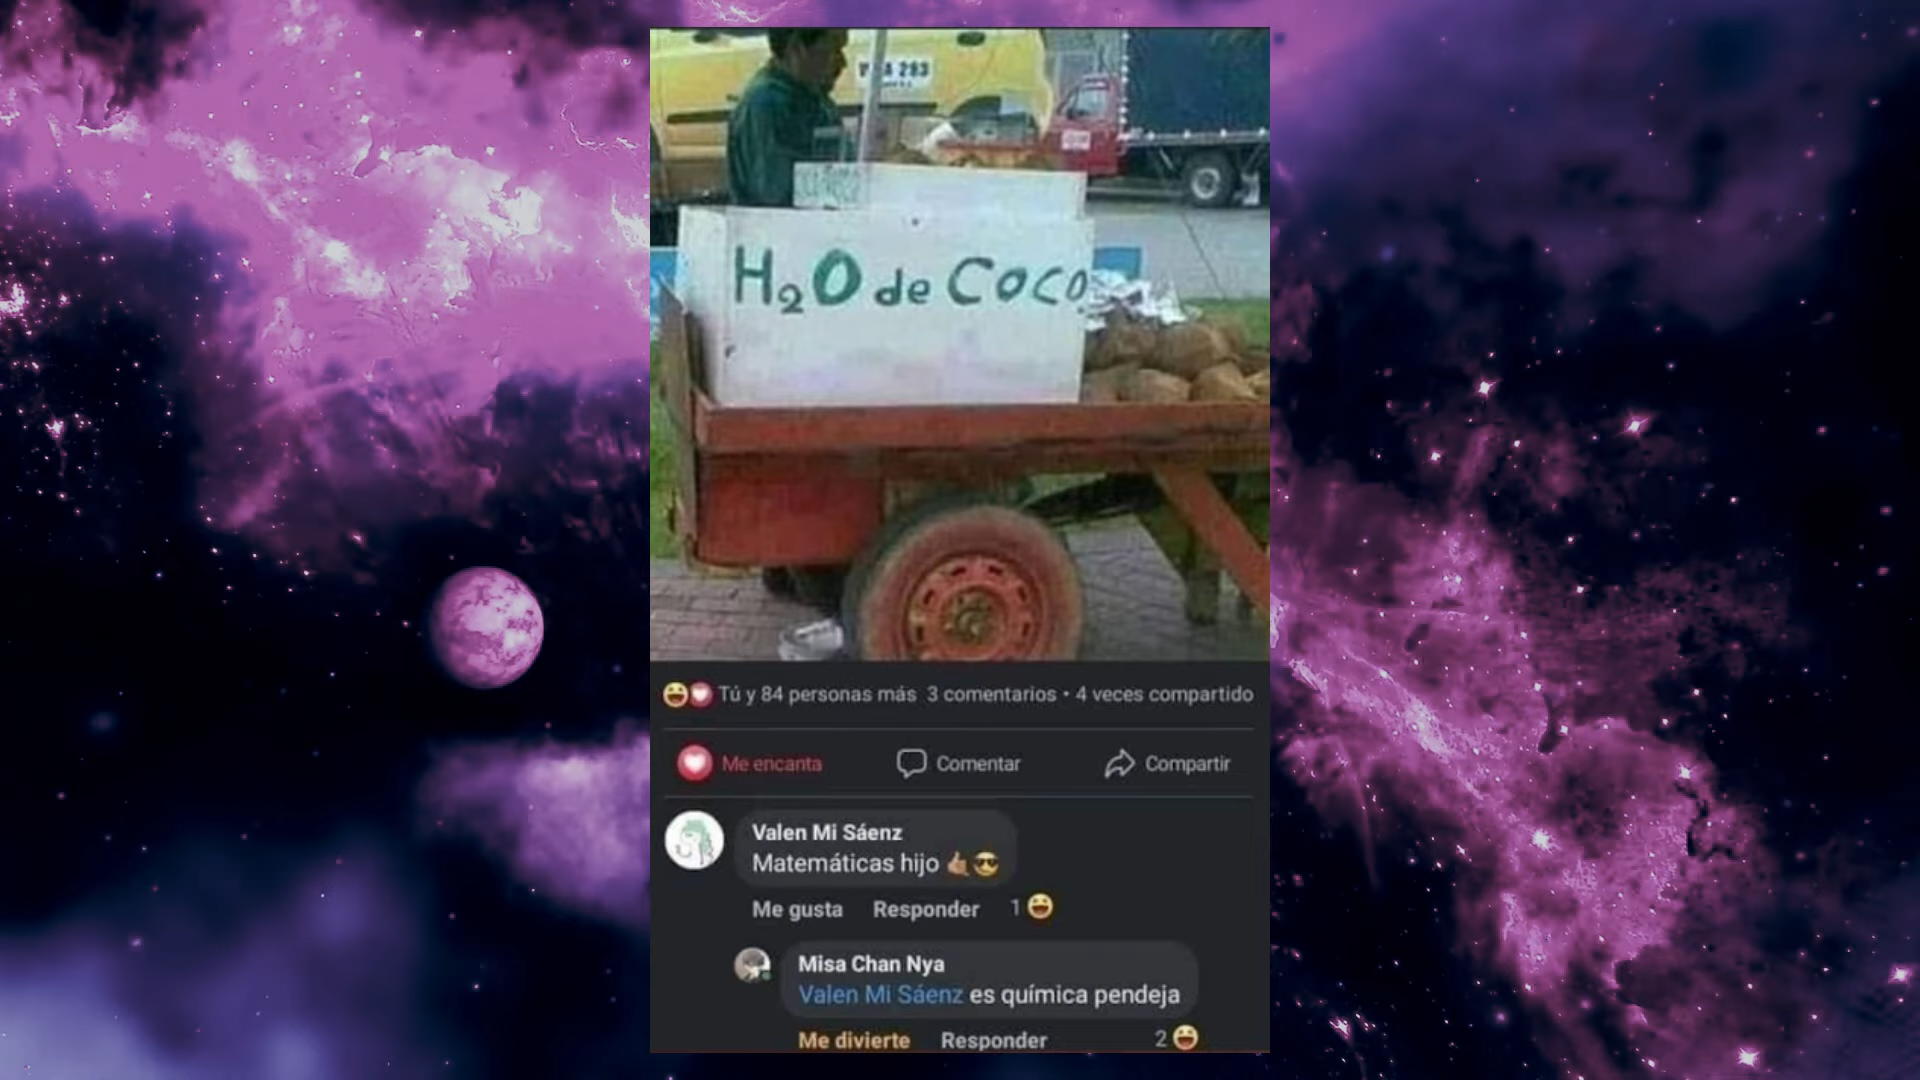 H₂O de Coco
Tú y 84 personas más 3 comentarios • 4 veces compartido
Me encanta Comentar Compartir
Valen Mi Sáenz
Matemáticas hijo 🤙😎
Me gusta Responder 1
Misa Chan Nya
Valen Mi Sáenz es química pendeja
Me divierte Responder 2